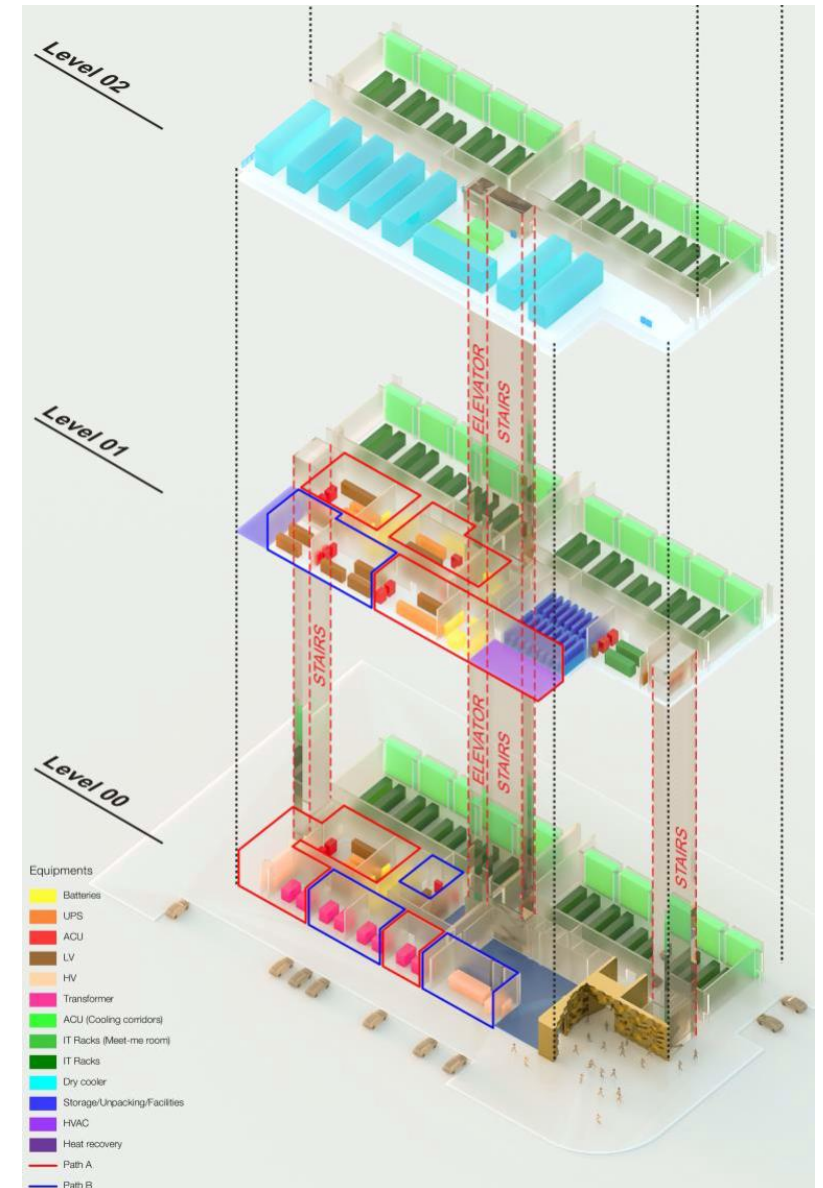 Level 02
ELEVATOR
STAIRS
Level 01
STAIRS
ELEVATOR
STAIRS
STAIRS
Level 00
Equipments
Batteries
UPS
ACU
LV
HV
Transformer
ACU (Cooling corridors)
IT Racks (Meet-me room)
IT Racks
Dry cooler
Storage/Unpacking/Facilities
HVAC
Heat recovery
Path A
Path B